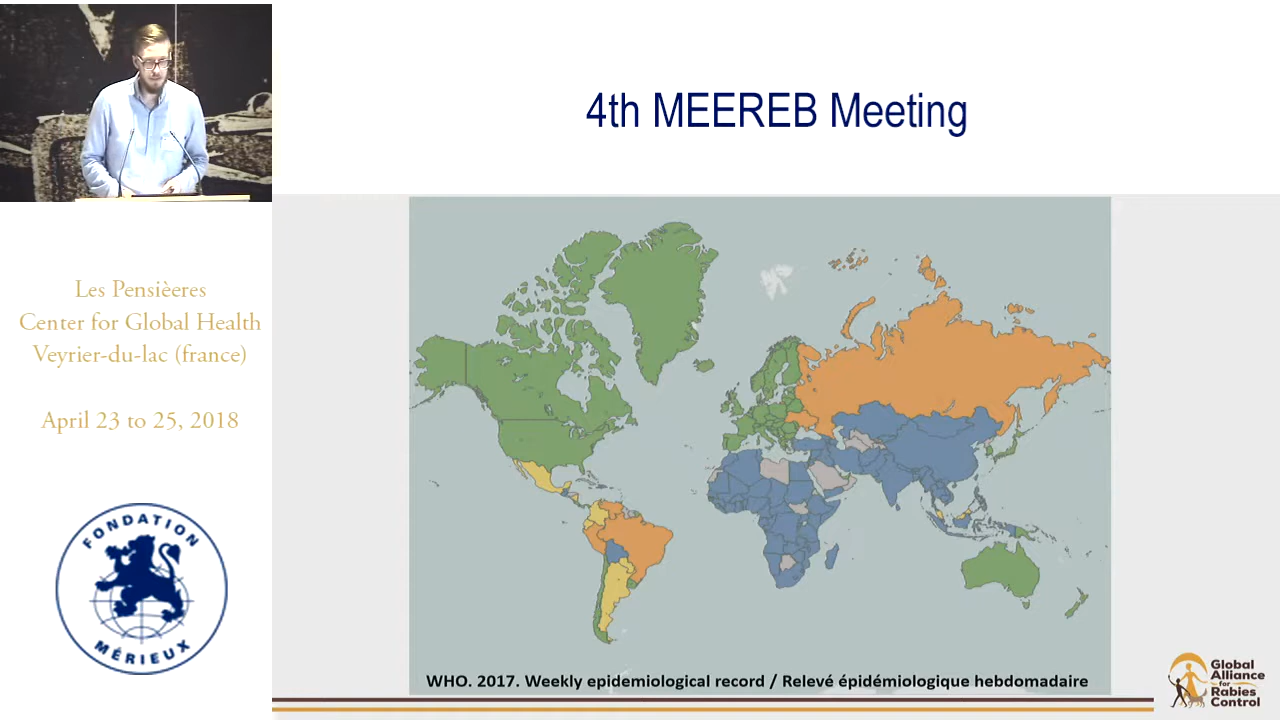 4th MEEREB Meeting
Les Pensièeres
Center for Global Health
Veyrier-du-lac (france)
April 23 to 25, 2018
FONDATION
MÉRIEUX
WHO. 2017. Weekly epidemiological record / Relevé épidémiologique hebdomadaire
Global
Alliance
for
Rabies
Control